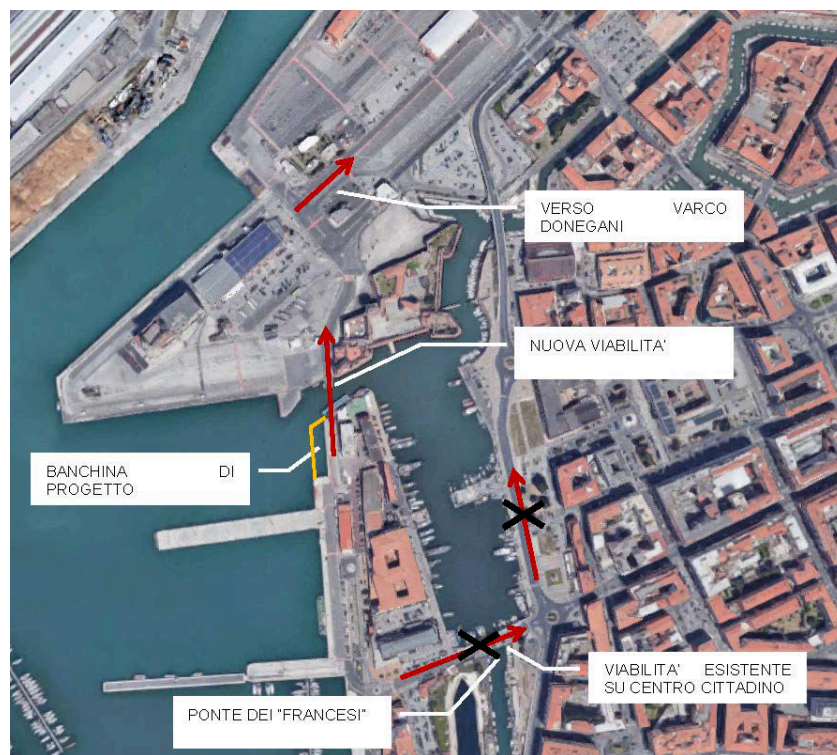 VERSO VARCO
DONEGANI
NUOVA VIABILITA'
BANCHINA DI
PROGETTO
VIABILITA' ESISTENTE
SU CENTRO CITTADINO
PONTE DEI "FRANCESI"